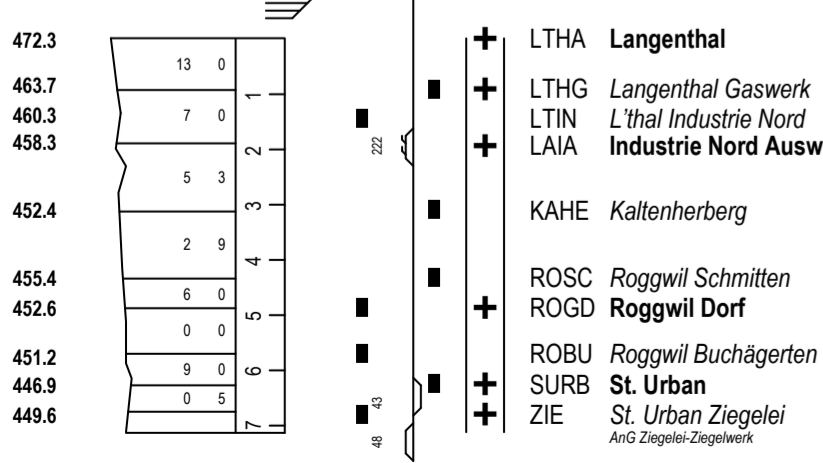 472.3 LTHA Langenthal
13 0
463.7 1 LTHG Langenthal Gaswerk
7 0
460.3 LTIN L'thal Industrie Nord
458.3 2 222 LAIA Industrie Nord Ausw
5 3
452.4 3 KAHE Kaltenherberg
2 9
4
455.4 ROSC Roggwil Schmitten
6 0
452.6 5 ROGD Roggwil Dorf
0 0
451.2 ROBU Roggwil Buchägerten
9 0 6
446.9 SURB St. Urban
0 5 43
449.6 7 ZIE St. Urban Ziegelei
48 AnG Ziegelei-Ziegelwerk